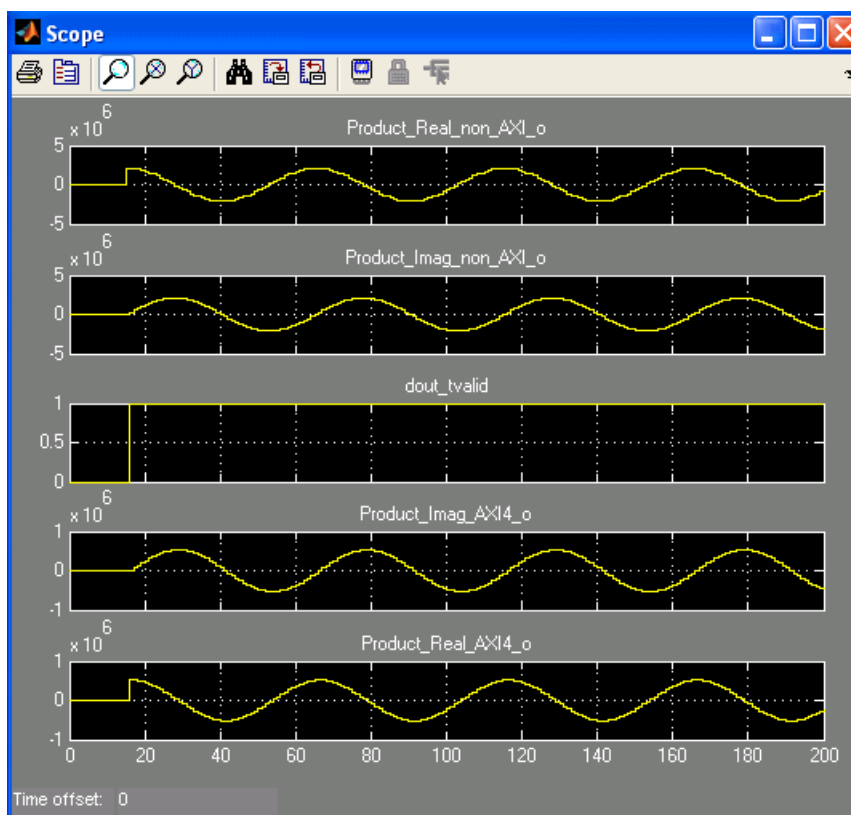 Scope
x 10 6
Product_Real_non_AXI_o
5
0
-5
x 10 6
Product_Imag_non_AXI_o
5
0
-5
dout_tvalid
1
0.5
0
x 10 6
Product_Imag_AXI4_o
1
0
-1
x 10 6
Product_Real_AXI4_o
1
0
-1
0 20 40 60 80 100 120 140 160 180 200
Time offset: 0